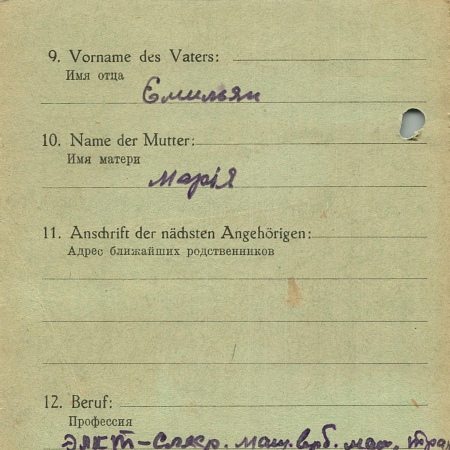 9. Vorname des Vaters:
Имя отца
Емильян
10. Name der Mutter:
Имя матери
Марія
11. Anschrift der nächsten Angehörigen:
Адрес ближайших родственников
12. Beruf:
Профессия